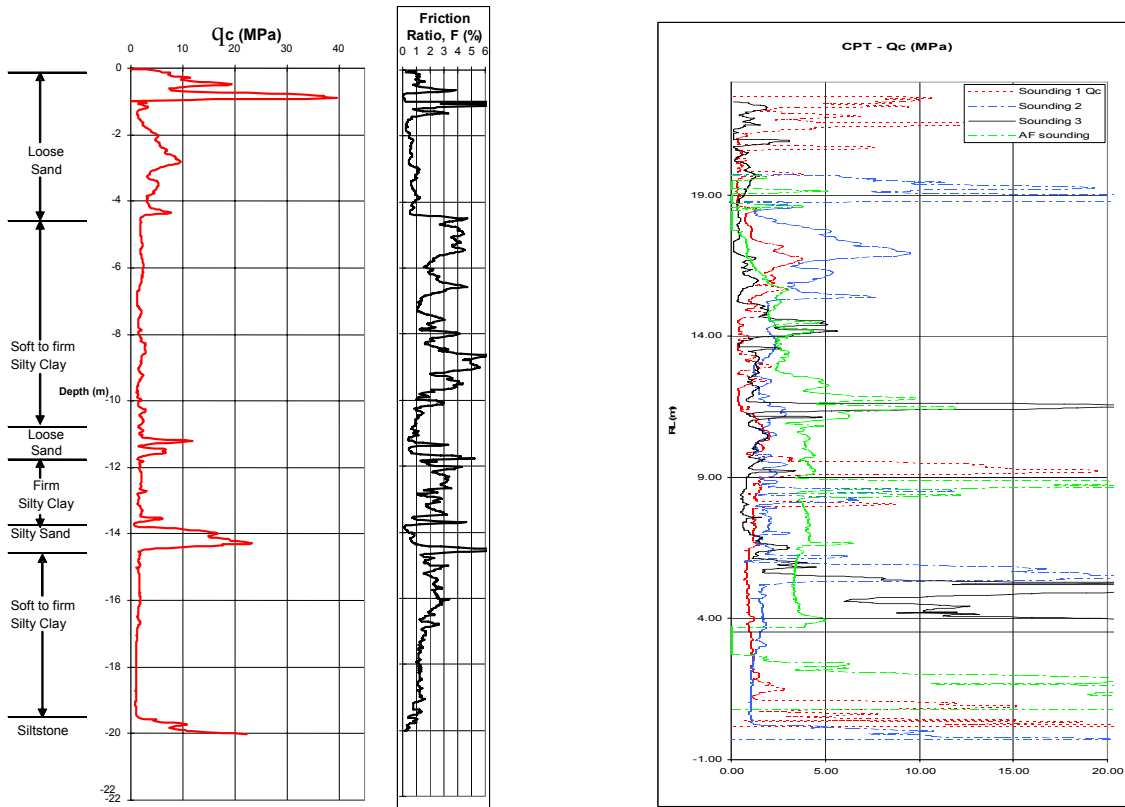 qc (MPa)
0 10 20 30 40
Friction
Ratio, F (%)
0 1 2 3 4 5 6
0
-2
-4
-6
-8
Depth (m)
-10
-12
-14
-16
-18
-20
-22
-22
Loose
Sand
Soft to firm
Silty Clay
Loose
Sand
Firm
Silty Clay
Silty Sand
Soft to firm
Silty Clay
Siltstone
CPT - Qc (MPa)
Sounding 1 Qc
Sounding 2
Sounding 3
AF sounding
RL(m)
19.00
14.00
9.00
4.00
-1.00
0.00 5.00 10.00 15.00 20.00